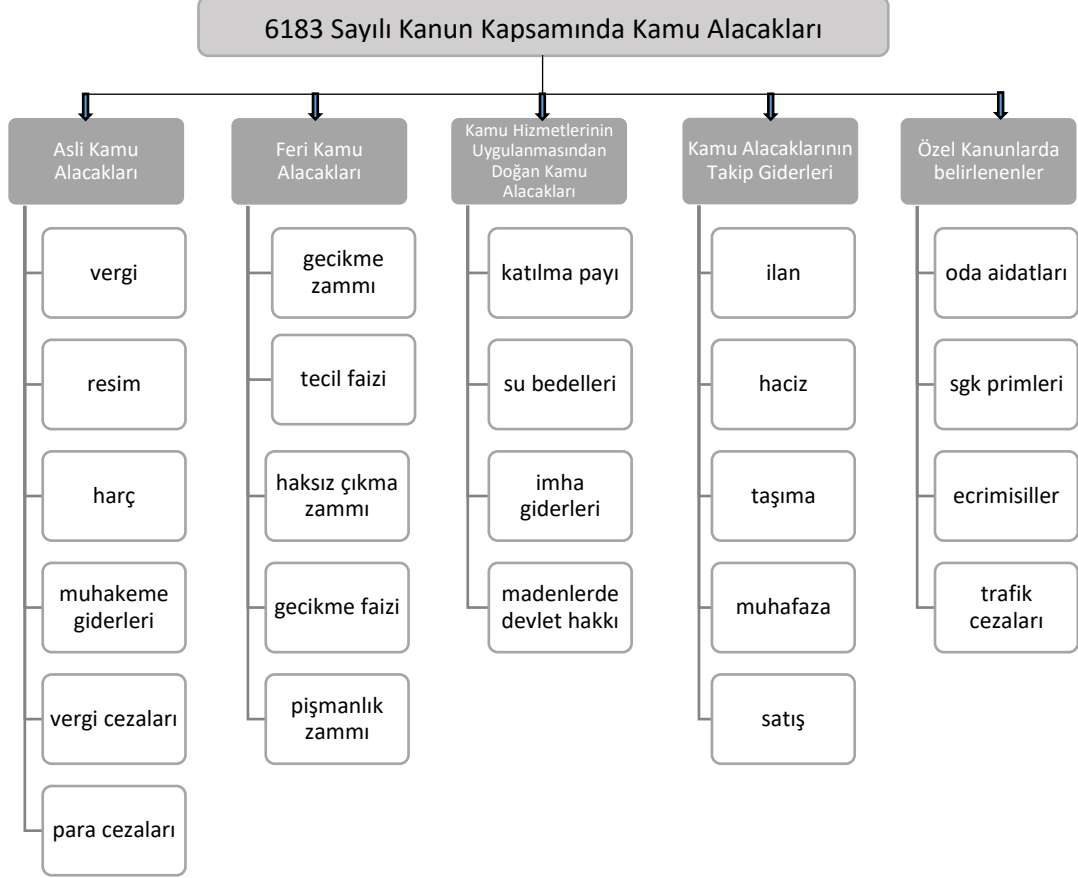 6183 Sayılı Kanun Kapsamında Kamu Alacakları
Asli Kamu
Alacakları
vergi
resim
harç
muhakeme
giderleri
vergi cezaları
para cezaları
Feri Kamu
Alacakları
gecikme
zammı
tecil faizi
haksız çıkma
zammı
gecikme faizi
pişmanlık
zammı
Kamu Hizmetlerinin
Uygulanmasından
Doğan Kamu
Alacakları
katılma payı
su bedelleri
imha
giderleri
madenlerde
devlet hakkı
Kamu Alacaklarının
Takip Giderleri
ilan
haciz
taşıma
muhafaza
satış
Özel Kanunlarda
belirlenenler
oda aidatları
sgk primleri
ecrimisiller
trafik
cezaları